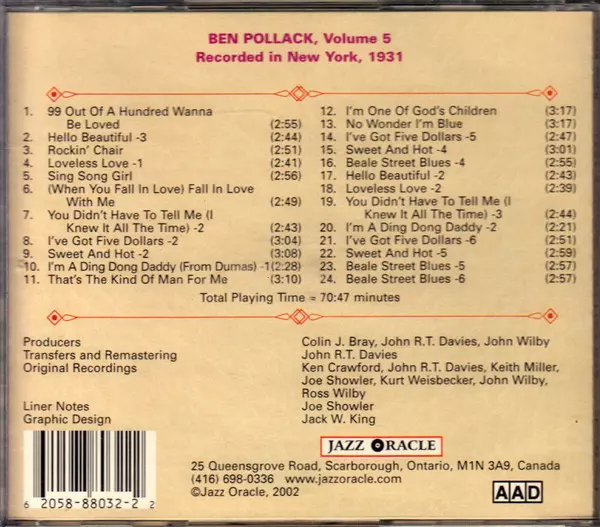 BEN POLLACK, Volume 5
Recorded in New York, 1931
1. 99 Out Of A Hundred Wanna
Be Loved (2:55)
2. Hello Beautiful -3 (2:44)
3. Rockin' Chair (2:51)
4. Loveless Love -1 (2:41)
5. Sing Song Girl (2:56)
6. (When You Fall In Love) Fall In Love
With Me (2:49)
7. You Didn't Have To Tell Me (I
Knew It All The Time) -2 (2:43)
8. I've Got Five Dollars -2 (3:04)
9. Sweet And Hot -2 (3:08)
10. I'm A Ding Dong Daddy (From Dumas) -1 (2:28)
11. That's The Kind Of Man For Me (3:10)
12. I'm One Of God's Children (3:17)
13. No Wonder I'm Blue (3:17)
14. I've Got Five Dollars -5 (2:47)
15. Sweet And Hot -4 (3:01)
16. Beale Street Blues -4 (2:55)
17. Hello Beautiful -2 (2:43)
18. Loveless Love -2 (2:39)
19. You Didn't Have To Tell Me (I
Knew It All The Time) -3 (2:44)
20. I'm A Ding Dong Daddy -2 (2:21)
21. I've Got Five Dollars -6 (2:51)
22. Sweet And Hot -5 (2:59)
23. Beale Street Blues -5 (2:57)
24. Beale Street Blues -6 (2:57)
Total Playing Time = 70:47 minutes
Producers Colin J. Bray, John R.T. Davies, John Wilby
Transfers and Remastering John R.T. Davies
Original Recordings Ken Crawford, John R.T. Davies, Keith Miller,
Joe Showler, Kurt Weisbecker, John Wilby,
Ross Wilby
Liner Notes Joe Showler
Graphic Design Jack W. King
JAZZ ORACLE
25 Queensgrove Road, Scarborough, Ontario, M1N 3A9, Canada
(416) 698-0336 www.jazzoracle.com
©Jazz Oracle, 2002
AAD
6 20588 88032 2 2